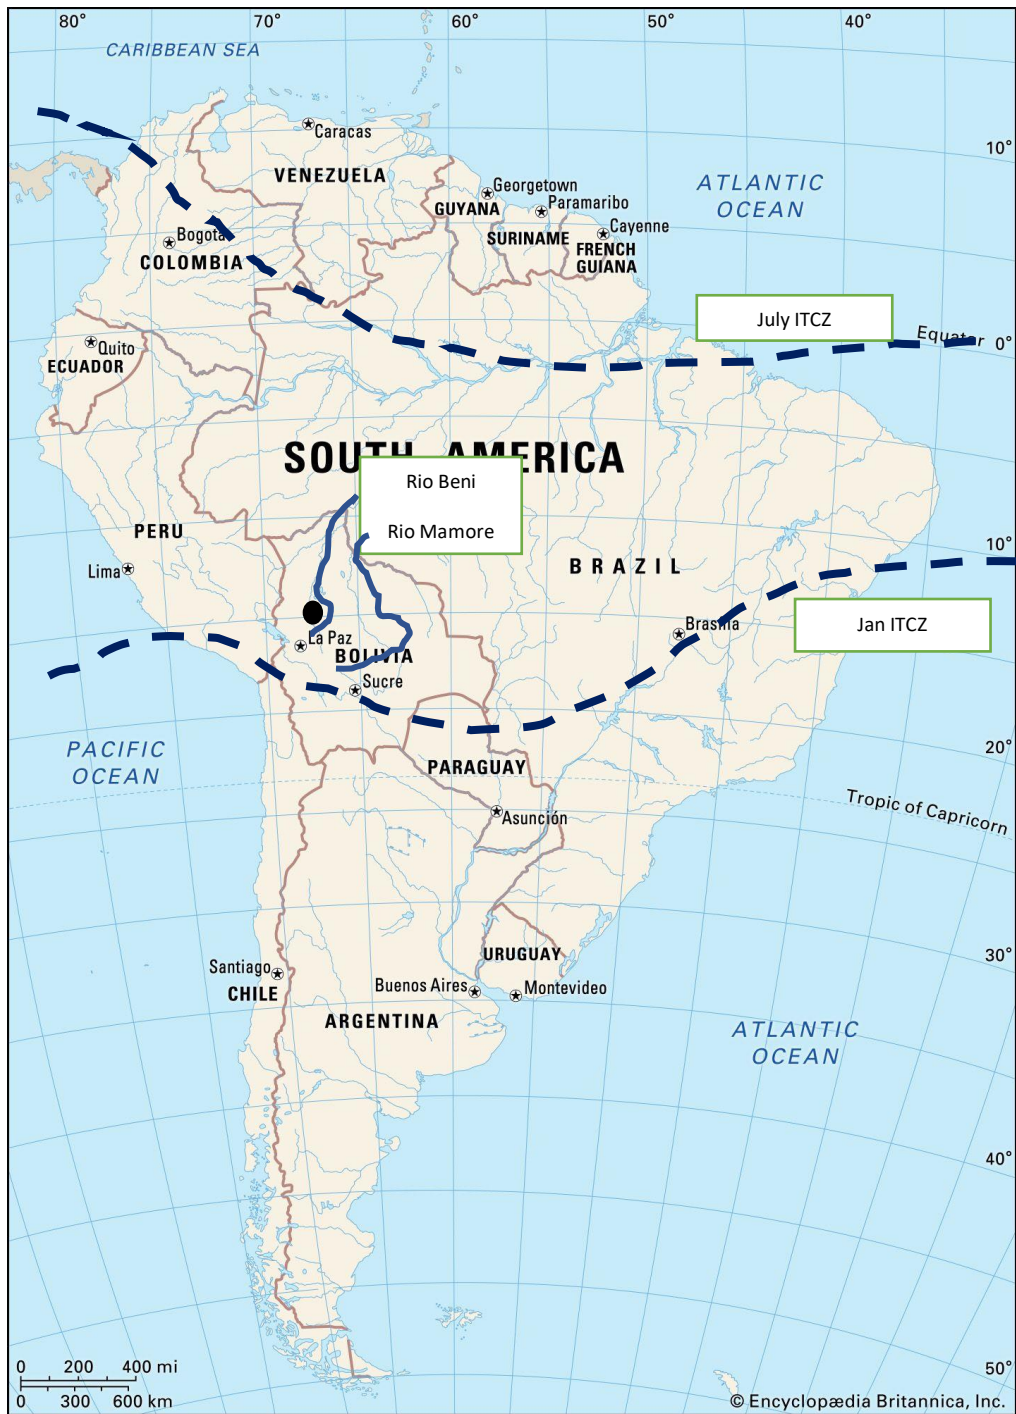 80°
70°
60°
50°
40°
CARIBBEAN SEA
Caracas
10°
VENEZUELA
ATLANTIC
OCEAN
Georgetown
GUYANA
Paramaribo
SURINAME
Cayenne
FRENCH
GUIANA
Bogotá
COLOMBIA
July ITCZ
Equator
0°
Quito
ECUADOR
SOUTH AMERICA
Rio Beni
Rio Mamore
PERU
Lima
BRAZIL
10°
Jan ITCZ
Brasília
La Paz
BOLIVIA
Sucre
PACIFIC
OCEAN
20°
PARAGUAY
Tropic of Capricorn
Asunción
30°
URUGUAY
Santiago
CHILE
Buenos Aires
Montevideo
ARGENTINA
ATLANTIC
OCEAN
40°
50°
0 200 400 mi
0 300 600 km
© Encyclopædia Britannica, Inc.